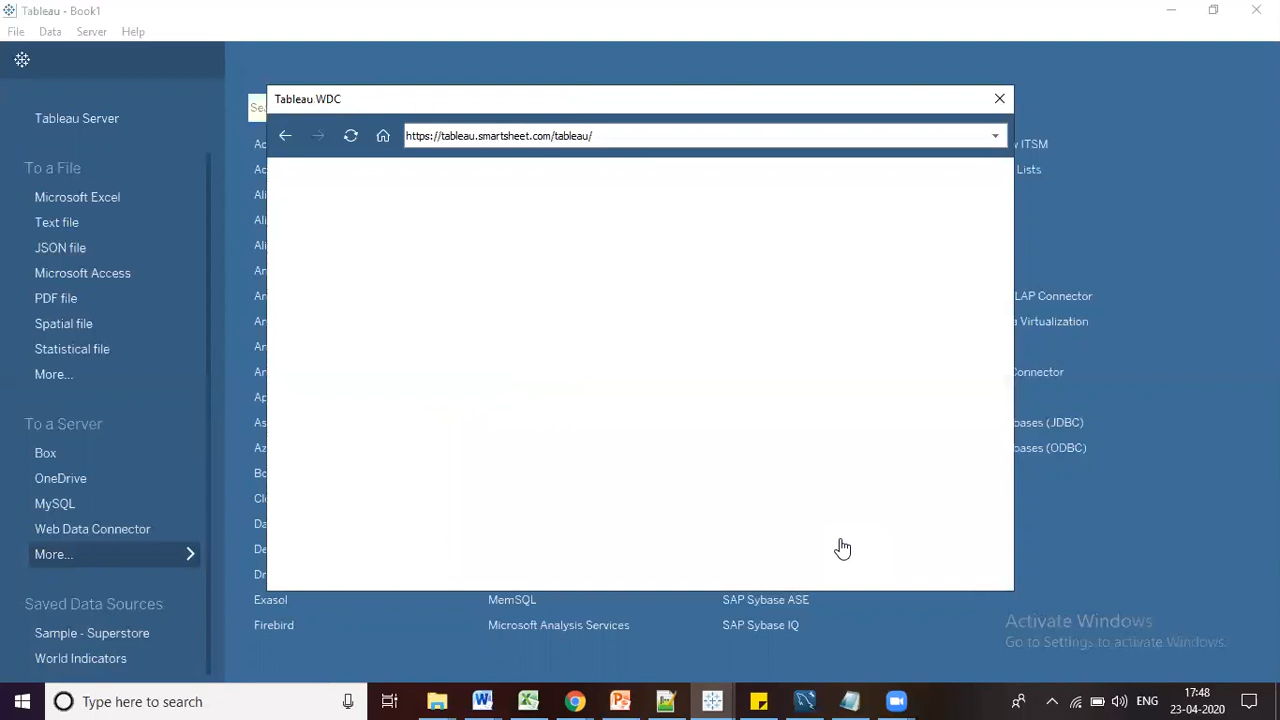 Tableau - Book1
File Data Server Help
Tableau Server
To a File
Microsoft Excel
Text file
JSON file
Microsoft Access
PDF file
Spatial file
Statistical file
More...
To a Server
Box
OneDrive
MySQL
Web Data Connector
More...
Saved Data Sources
Sample - Superstore
World Indicators
Tableau WDC
https://tableau.smartsheet.com/tableau/
ITSM
Lists
LAP Connector
Virtualization
Connector
(JDBC)
(ODBC)
Exasol MemSQL SAP Sybase ASE
Firebird Microsoft Analysis Services SAP Sybase IQ
Activate Windows
Go to Settings to activate Windows.
Type here to search
ENG
17:48
23-04-2020